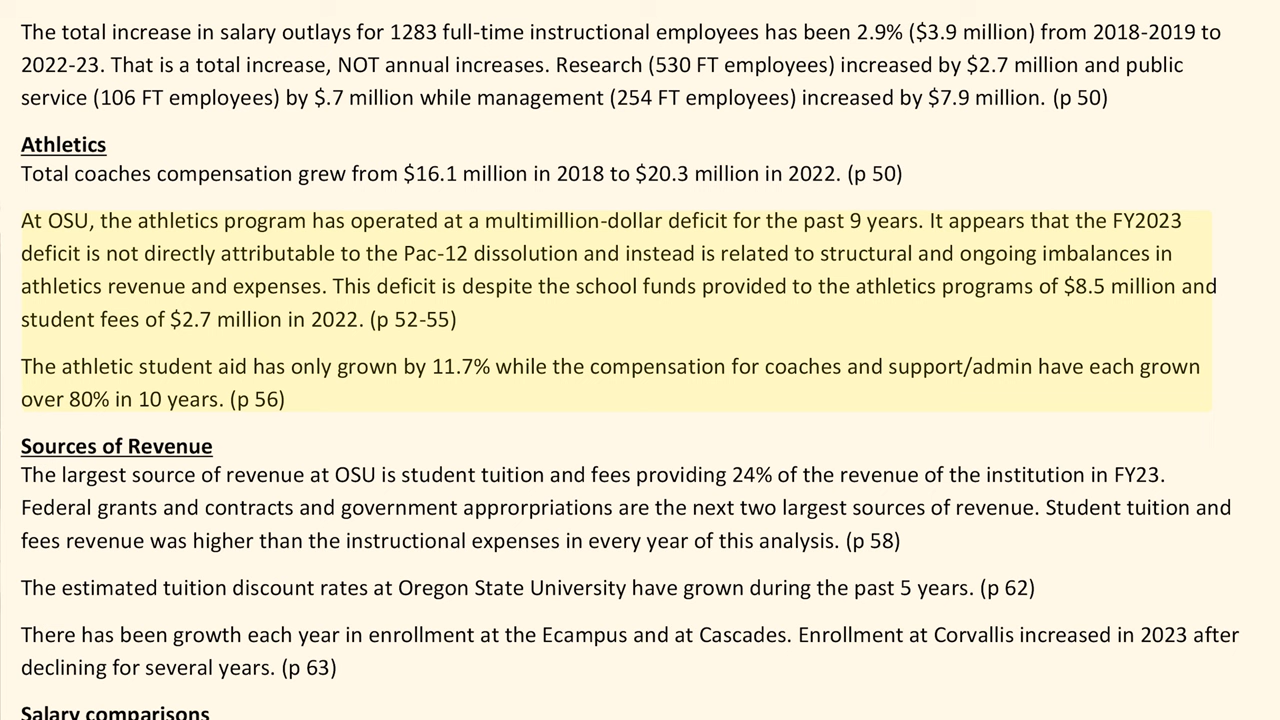 The total increase in salary outlays for 1283 full-time instructional employees has been 2.9% ($3.9 million) from 2018-2019 to
2022-23. That is a total increase, NOT annual increases. Research (530 FT employees) increased by $2.7 million and public
service (106 FT employees) by $.7 million while management (254 FT employees) increased by $7.9 million. (p 50)
Athletics
Total coaches compensation grew from $16.1 million in 2018 to $20.3 million in 2022. (p 50)
At OSU, the athletics program has operated at a multimillion-dollar deficit for the past 9 years. It appears that the FY2023
deficit is not directly attributable to the Pac-12 dissolution and instead is related to structural and ongoing imbalances in
athletics revenue and expenses. This deficit is despite the school funds provided to the athletics programs of $8.5 million and
student fees of $2.7 million in 2022. (p 52-55)
The athletic student aid has only grown by 11.7% while the compensation for coaches and support/admin have each grown
over 80% in 10 years. (p 56)
Sources of Revenue
The largest source of revenue at OSU is student tuition and fees providing 24% of the revenue of the institution in FY23.
Federal grants and contracts and government approrpriations are the next two largest sources of revenue. Student tuition and
fees revenue was higher than the instructional expenses in every year of this analysis. (p 58)
The estimated tuition discount rates at Oregon State University have grown during the past 5 years. (p 62)
There has been growth each year in enrollment at the Ecampus and at Cascades. Enrollment at Corvallis increased in 2023 after
declining for several years. (p 63)
Salary comparisons